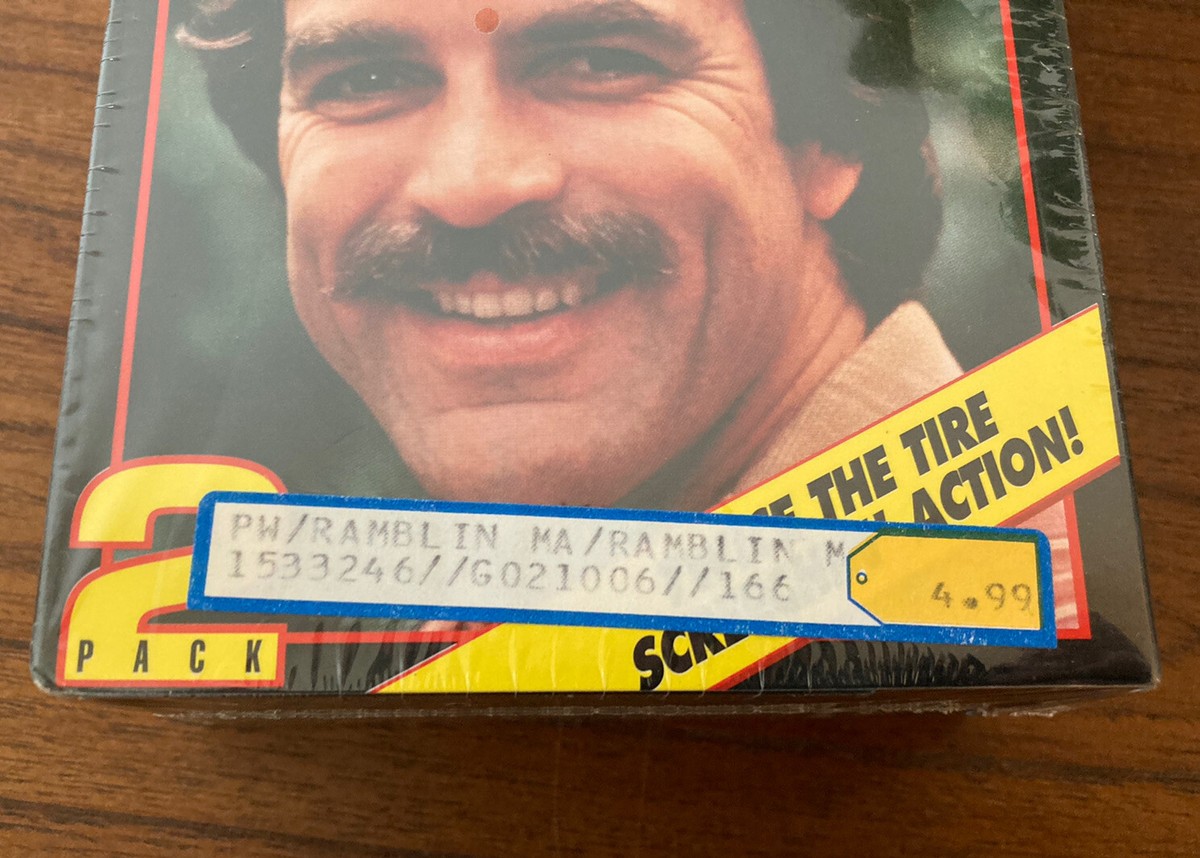 THE TIRE
ACTION!
2
PACK
PW/RAMBLIN MA/RAMBLIN M
1533246//G021006//166
4.99